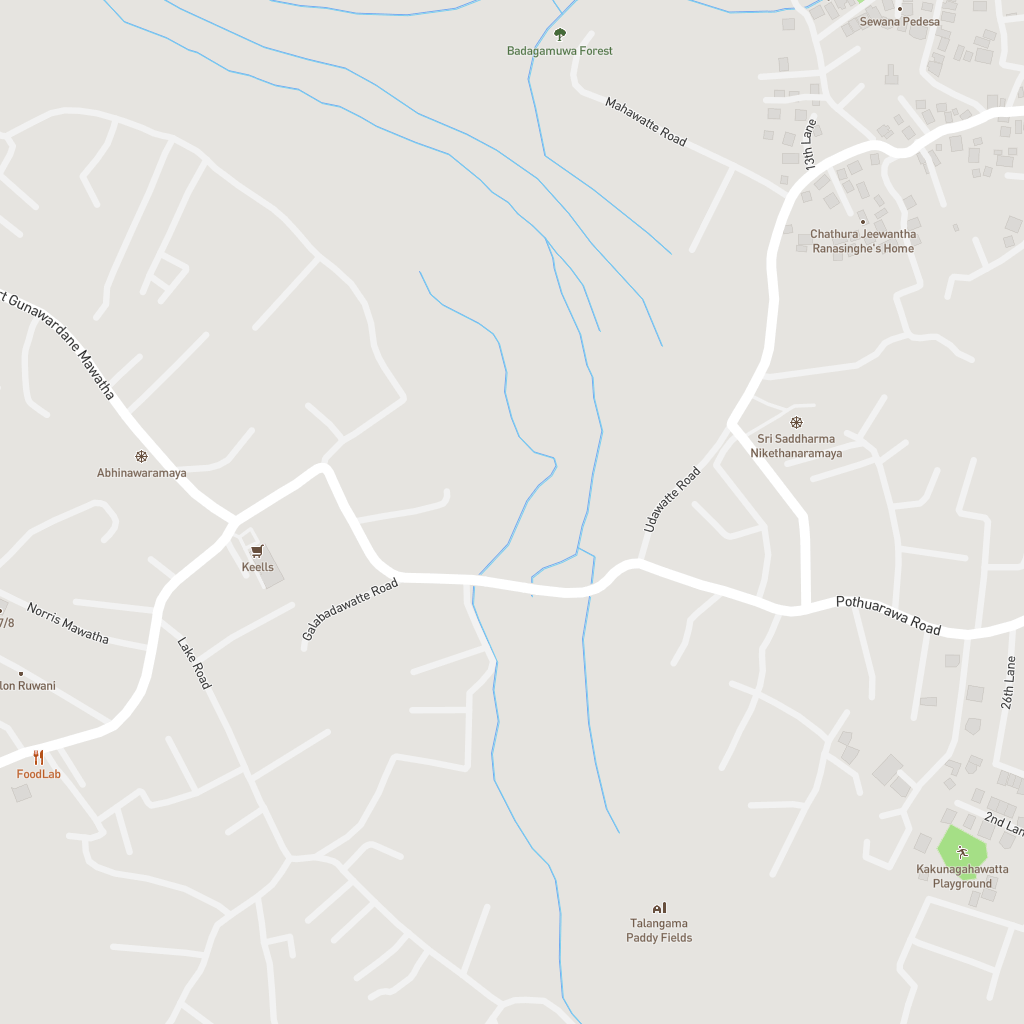 Sewana Pedesa
Badagamuwa Forest
Mahawatte Road
13th Lane
Chathura Jeewantha
Ranasinghe's Home
Gunawardane Mawatha
Sri Saddharma
Nikethanaramaya
Abhinawaramaya
Udawatte Road
Keells
Galabadawatte Road
Pothuarawa Road
7/8
Norris Mawatha
Lake Road
26th Lane
Ruwani
FoodLab
2nd Lan
Kakunagahawatta
Playground
Talangama
Paddy Fields